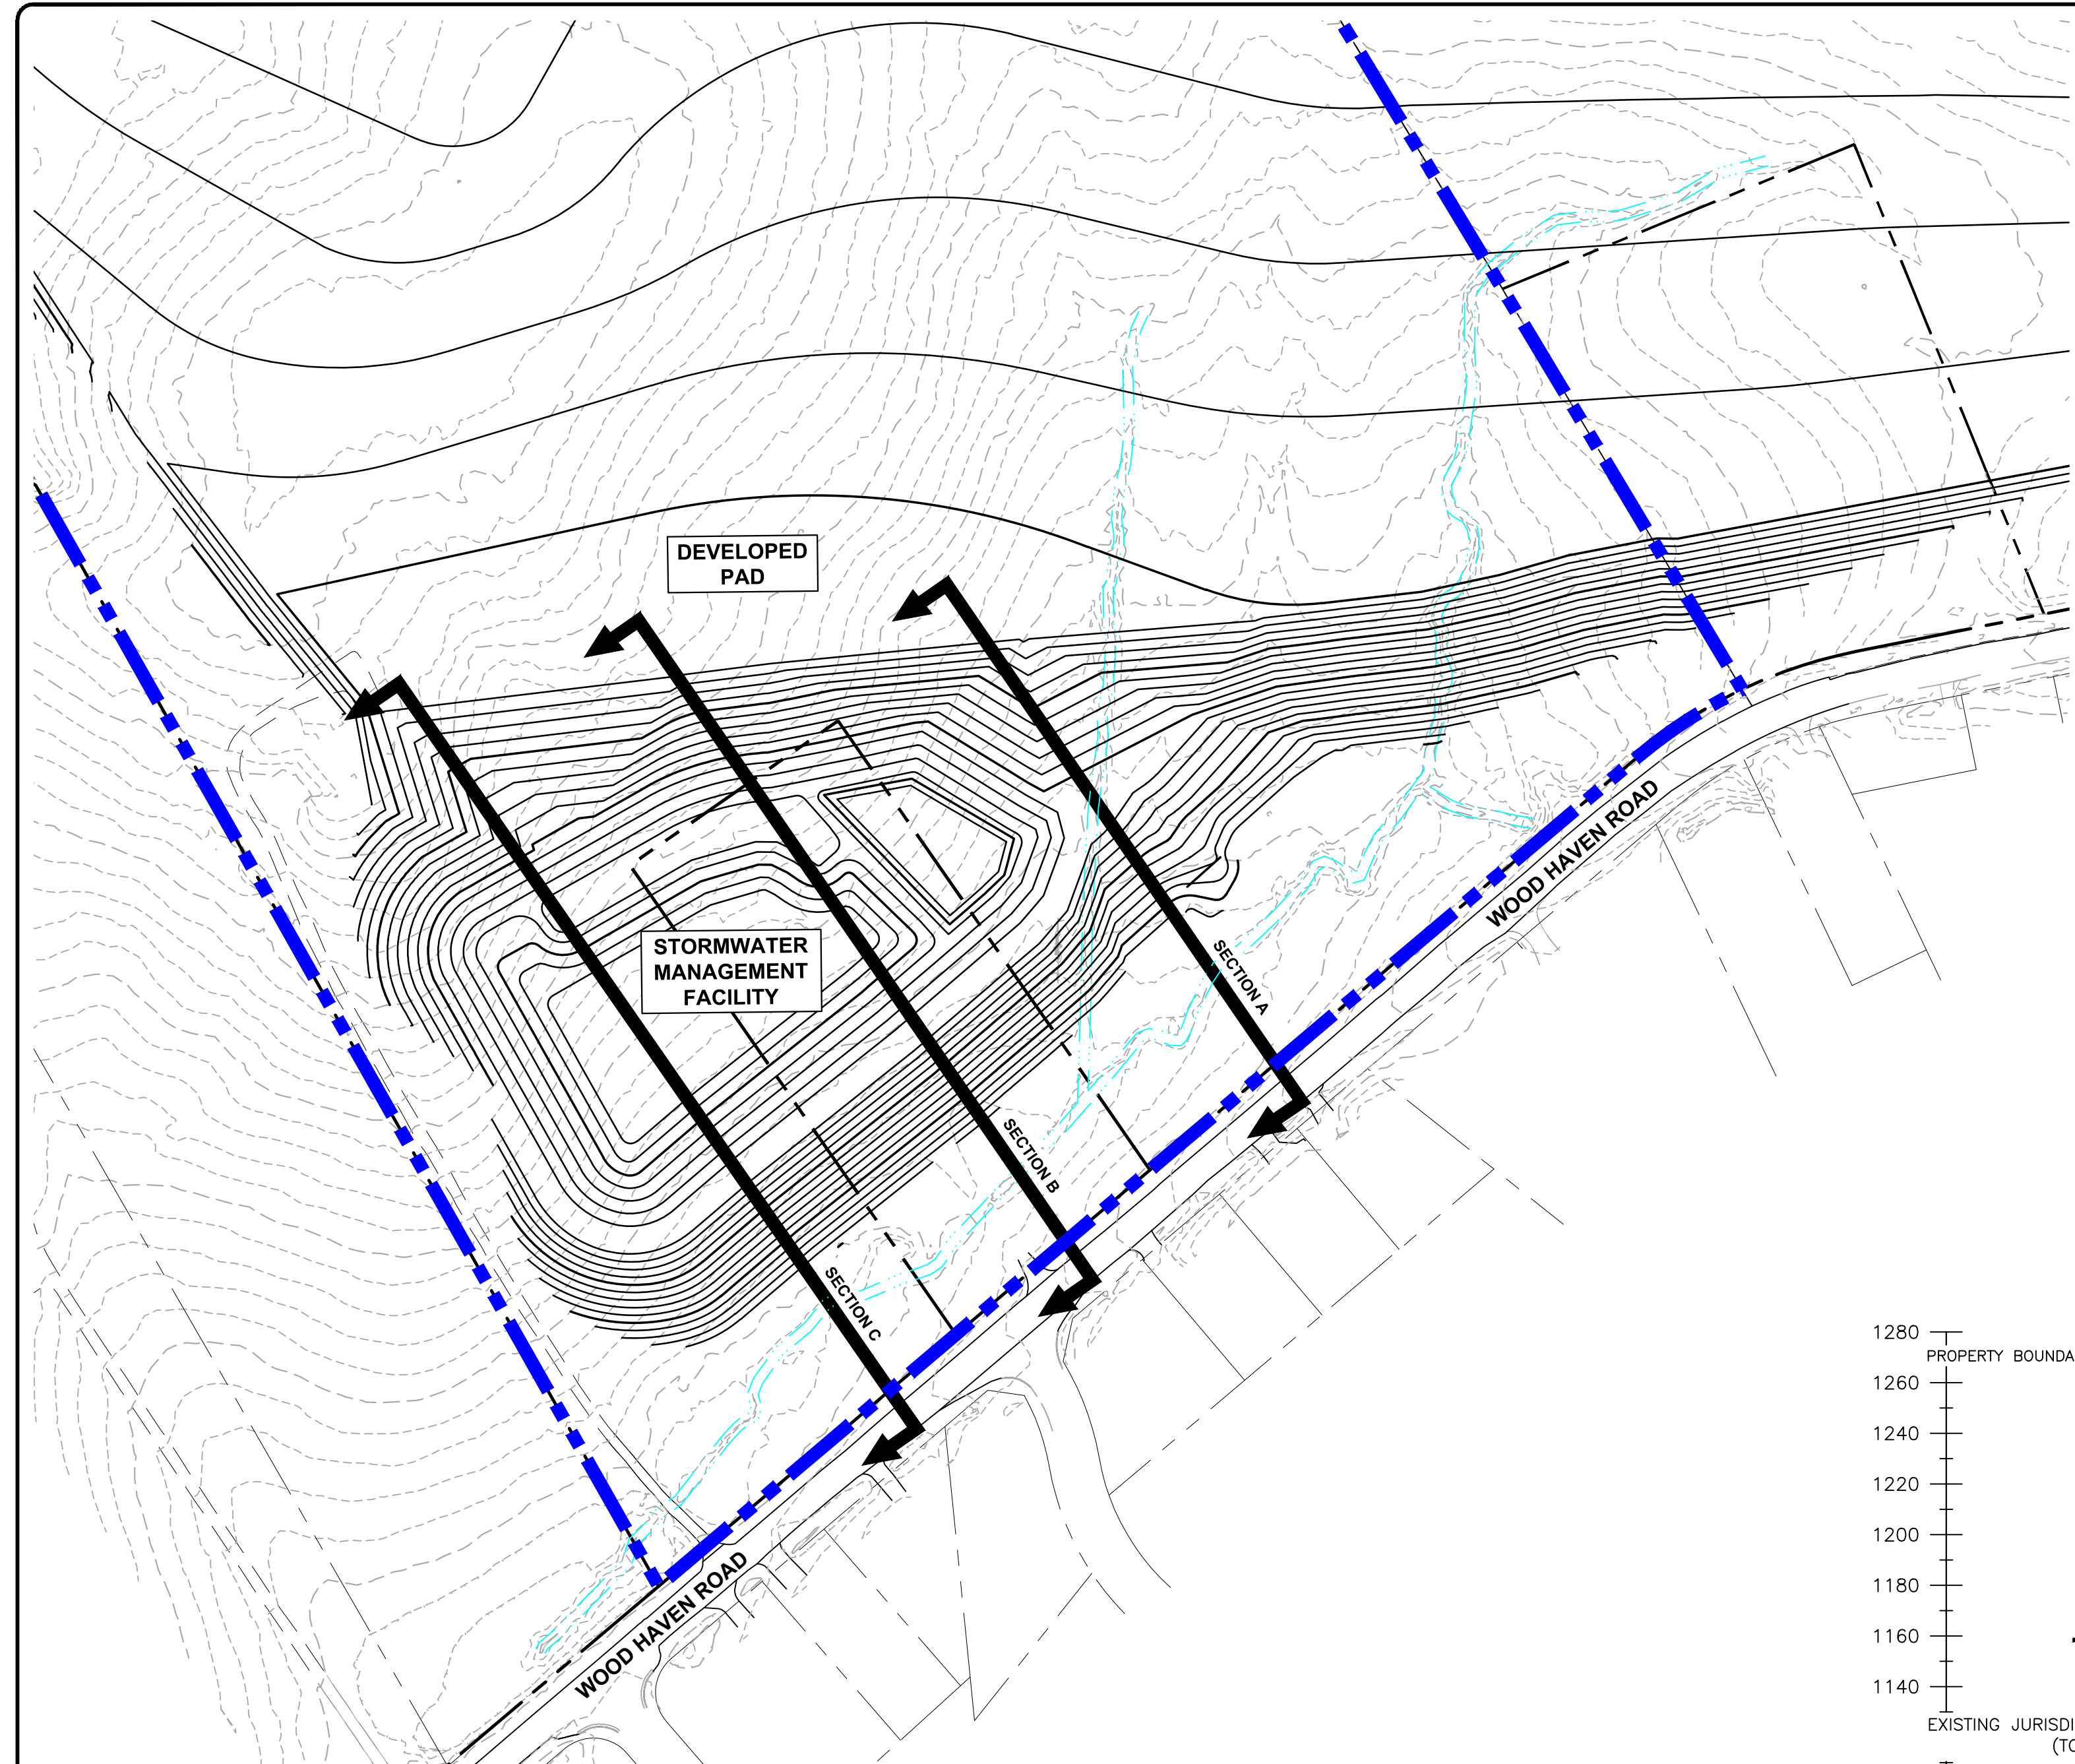 DEVELOPED
PAD
STORMWATER
MANAGEMENT
FACILITY
SECTION A
SECTION B
SECTION C
WOOD HAVEN ROAD
WOOD HAVEN ROAD
1280
PROPERTY BOUNDA
1260
1240
1220
1200
1180
1160
1140
EXISTING JURISDI
(TO